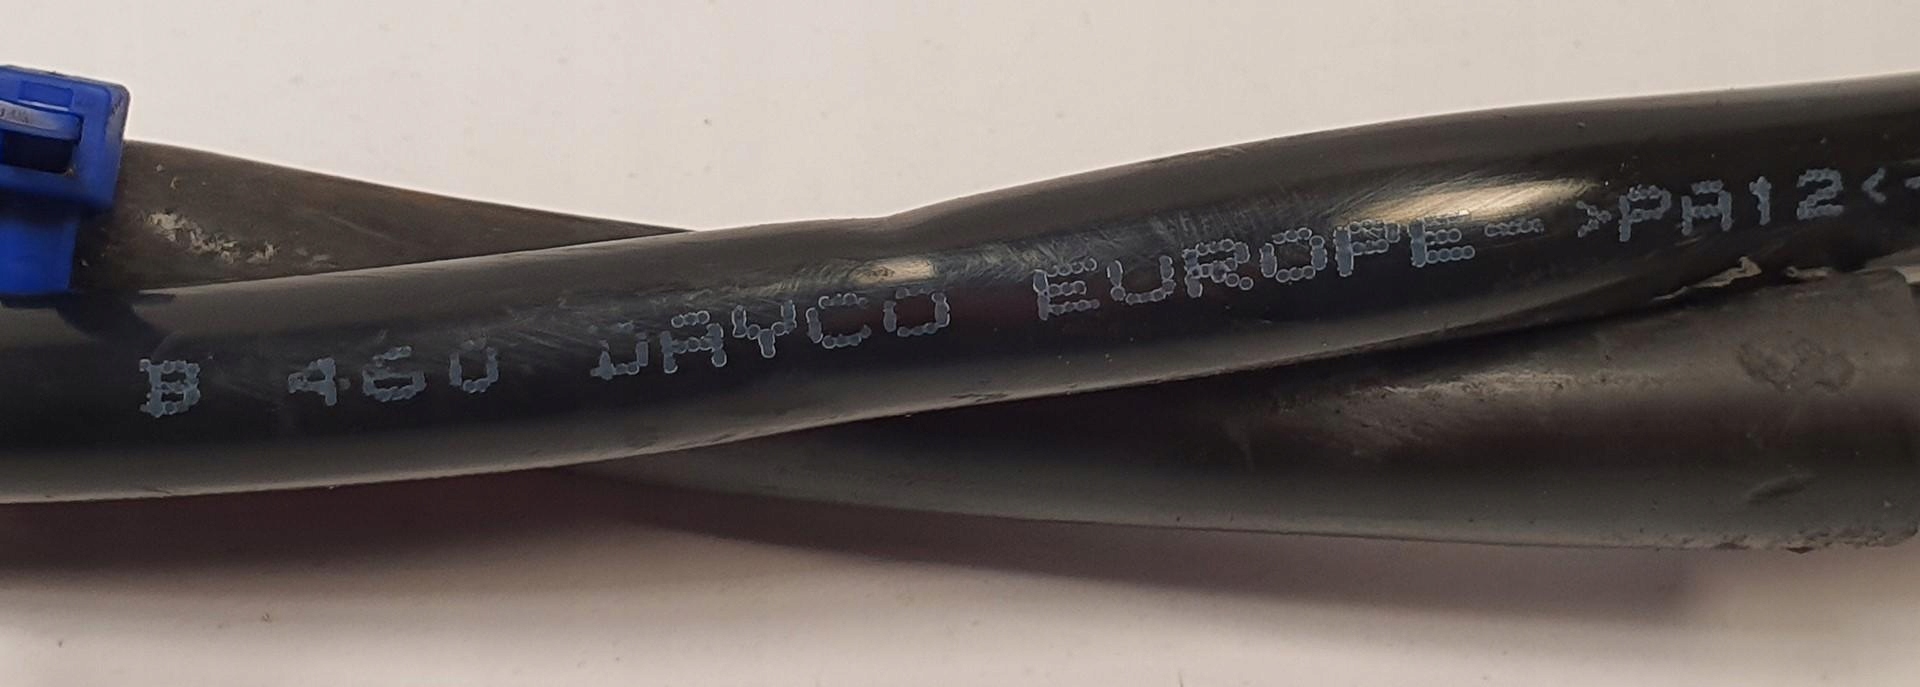 B 460 DAYCO EUROPE- >PA12<